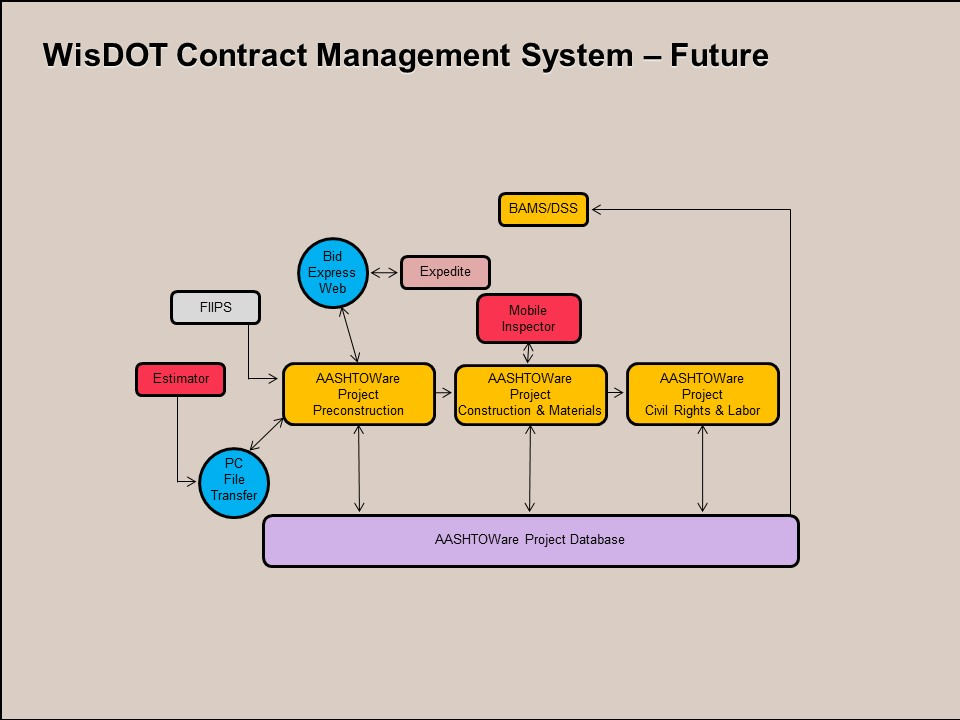 WisDOT Contract Management System – Future
BAMS/DSS
Bid
Express
Web
Expedite
FIIPS
Mobile
Inspector
Estimator
AASHTOWare
Project
Preconstruction
AASHTOWare
Project
Construction & Materials
AASHTOWare
Project
Civil Rights & Labor
PC
File
Transfer
AASHTOWare Project Database